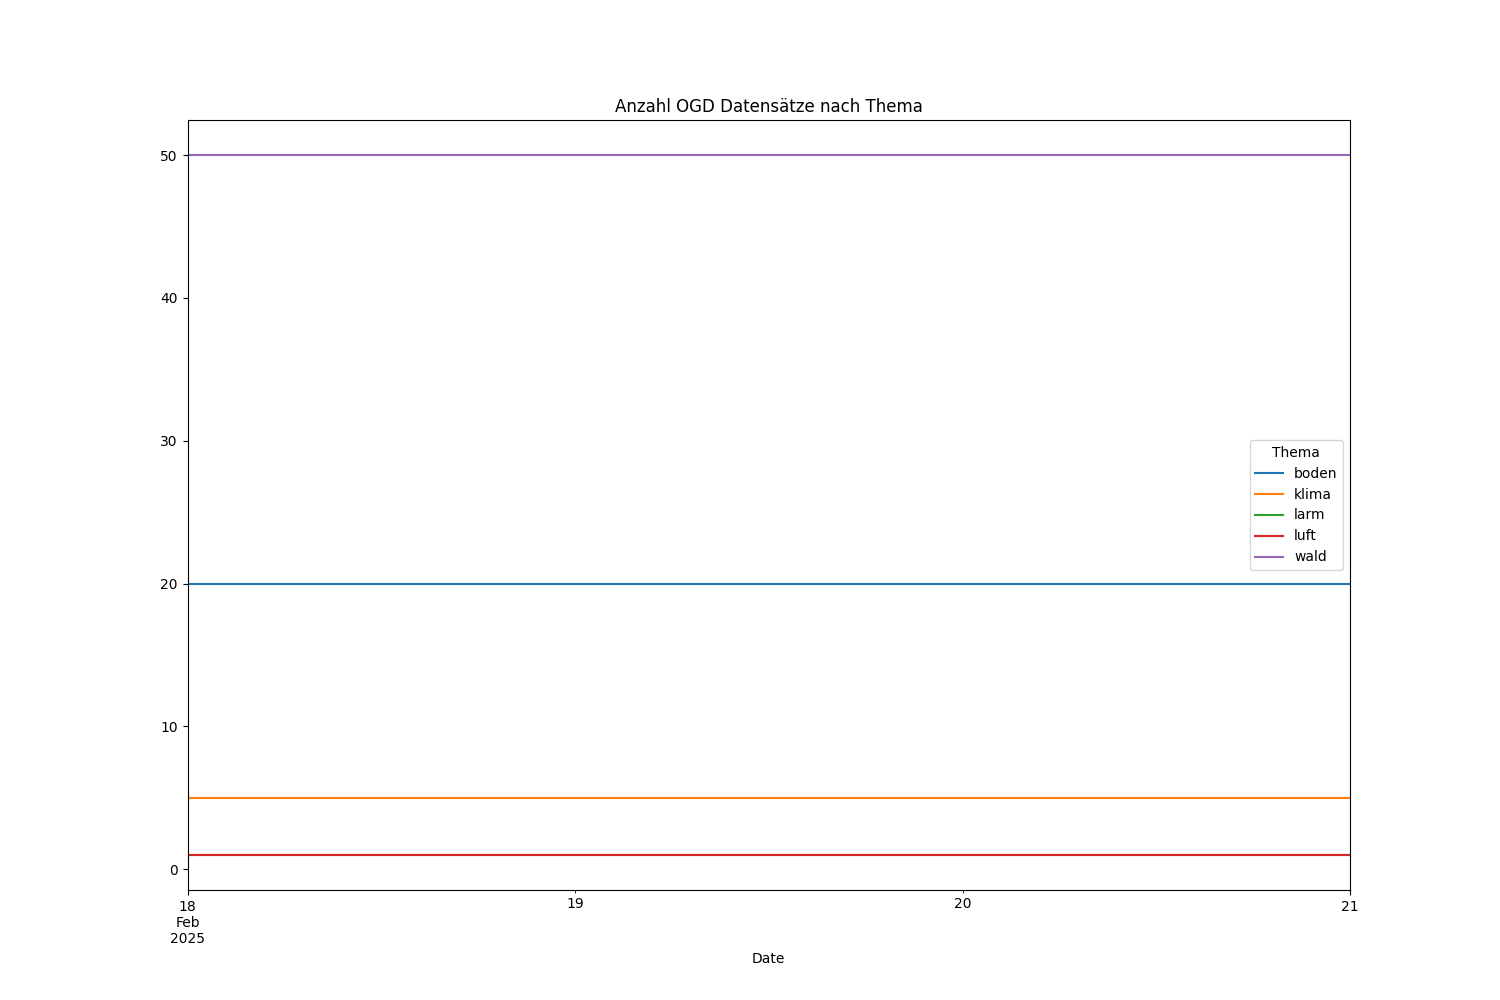 Anzahl OGD Datensätze nach Thema
50
40
30
20
10
0
Thema
boden
klima
larm
luft
wald
18
Feb
2025
19
20
21
Date